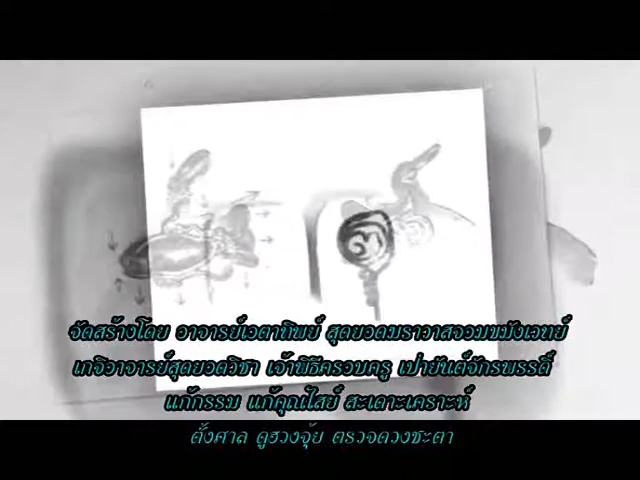 จัดสร้างโดย อาจารย์เวตาทิพย์ สุดยอดฆราวาสจอมขมังเวทย์
เกจิวาจารย์สุดยอดวิชา เจ้าพิธีครอบครู เป่ายันต์จักรพรรดิ์
แก้กรรม แก้คุณไสย์ สะเดาะเคราะห์
ตั้งศาล ดูฮวงจุ้ย ตรวจดวงชะตา